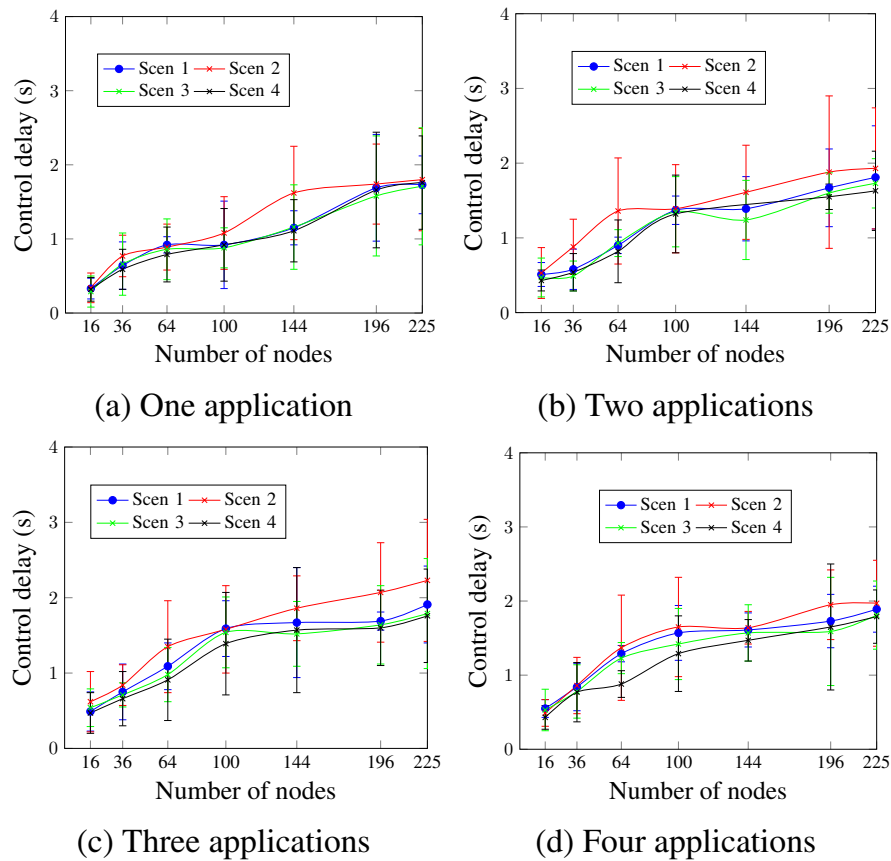 4
3
2
1
0
Control delay (s)
Scen 1 Scen 2
Scen 3 Scen 4
16 36 64 100 144 196 225
Number of nodes
(a) One application
4
3
2
1
0
Control delay (s)
Scen 1 Scen 2
Scen 3 Scen 4
16 36 64 100 144 196 225
Number of nodes
(b) Two applications
4
3
2
1
0
Control delay (s)
Scen 1 Scen 2
Scen 3 Scen 4
16 36 64 100 144 196 225
Number of nodes
(c) Three applications
4
3
2
1
0
Control delay (s)
Scen 1 Scen 2
Scen 3 Scen 4
16 36 64 100 144 196 225
Number of nodes
(d) Four applications